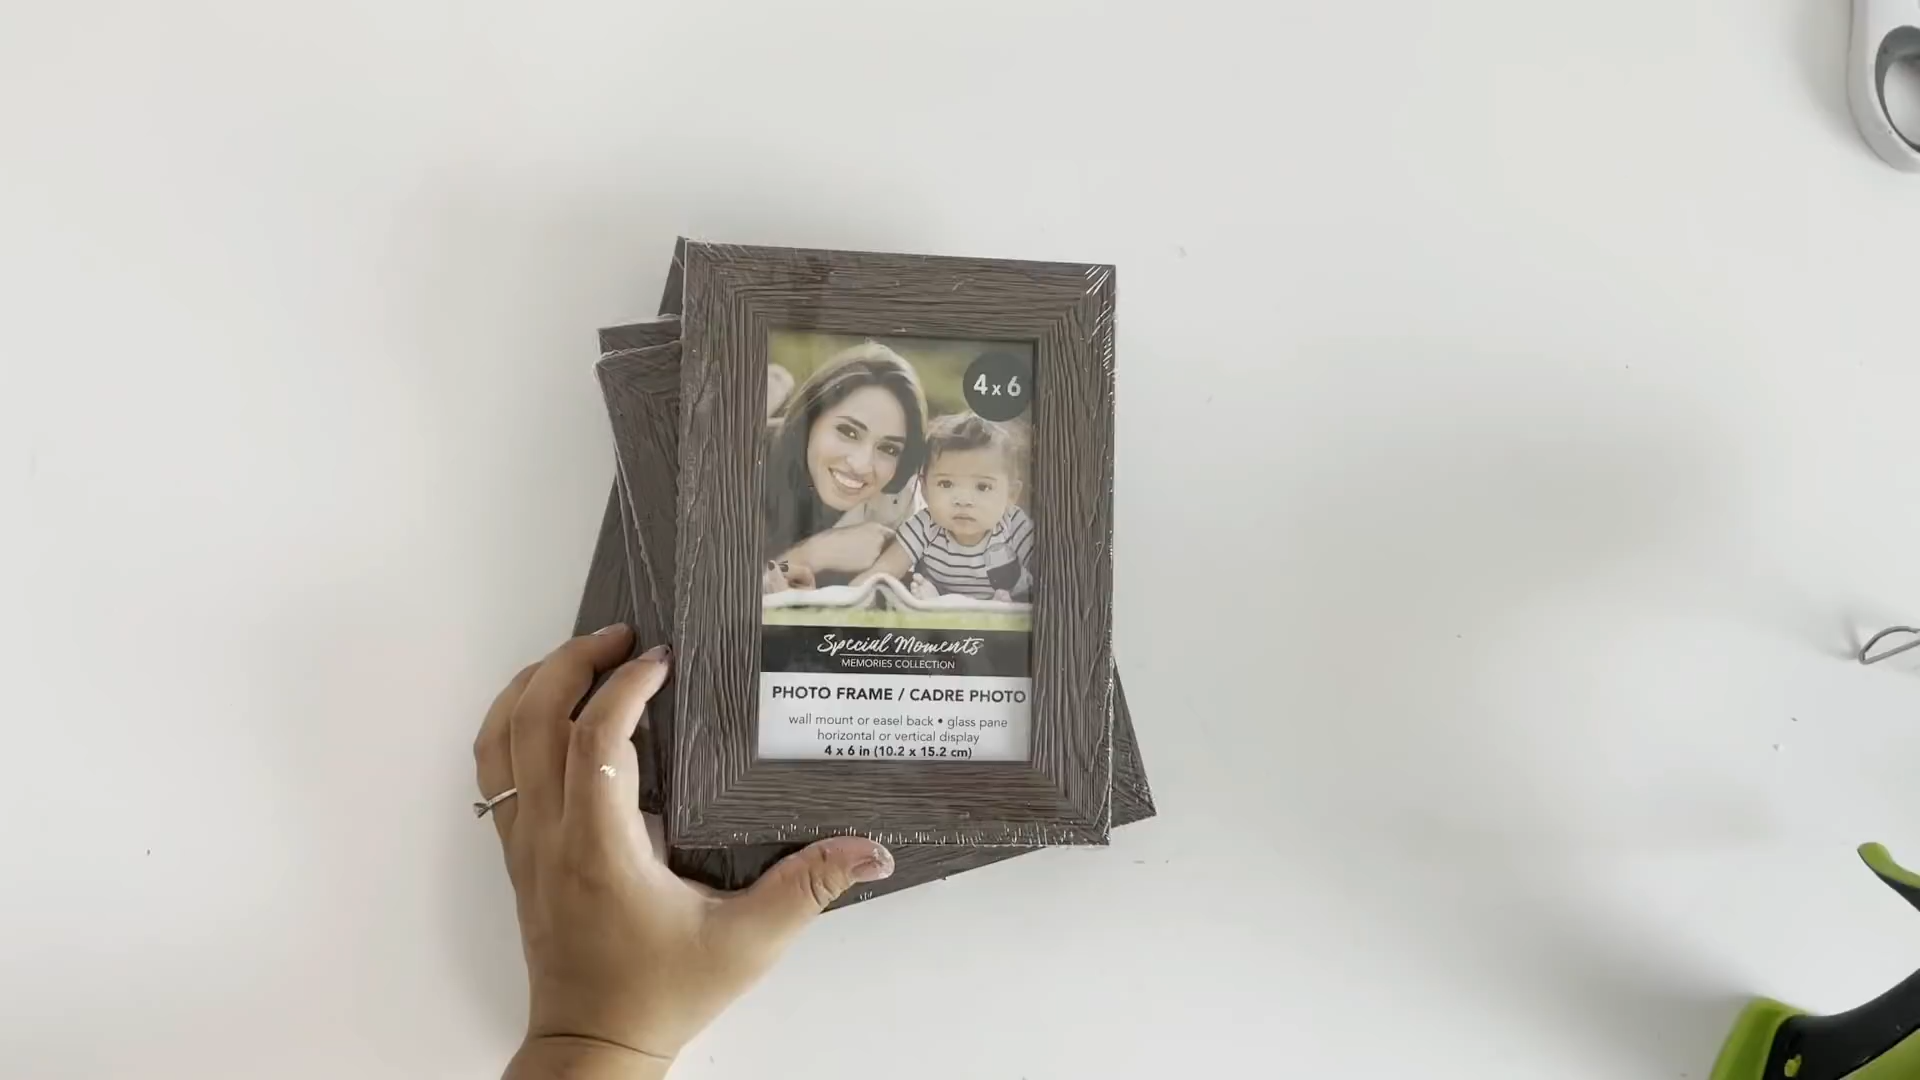 4 x 6
Special Moments
MEMORIES COLLECTION
PHOTO FRAME / CADRE PHOTO
wall mount or easel back • glass pane
horizontal or vertical display
4 x 6 in (10.2 x 15.2 cm)